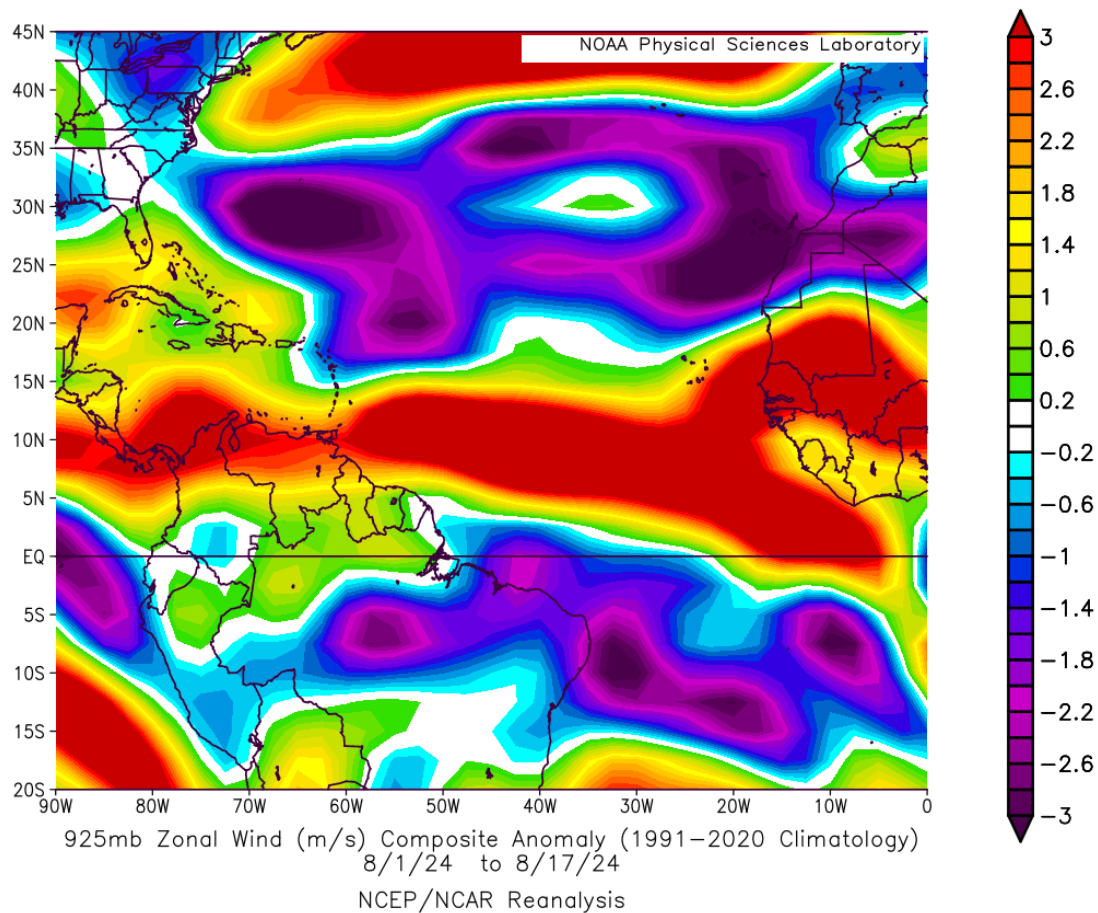 NOAA Physical Sciences Laboratory
45N
40N
35N
30N
25N
20N
15N
10N
5N
EQ
5S
10S
15S
20S
90W 80W 70W 60W 50W 40W 30W 20W 10W 0
3
2.6
2.2
1.8
1.4
1
0.6
0.2
−0.2
−0.6
−1
−1.4
−1.8
−2.2
−2.6
−3
925mb Zonal Wind (m/s) Composite Anomaly (1991−2020 Climatology)
8/1/24 to 8/17/24
NCEP/NCAR Reanalysis